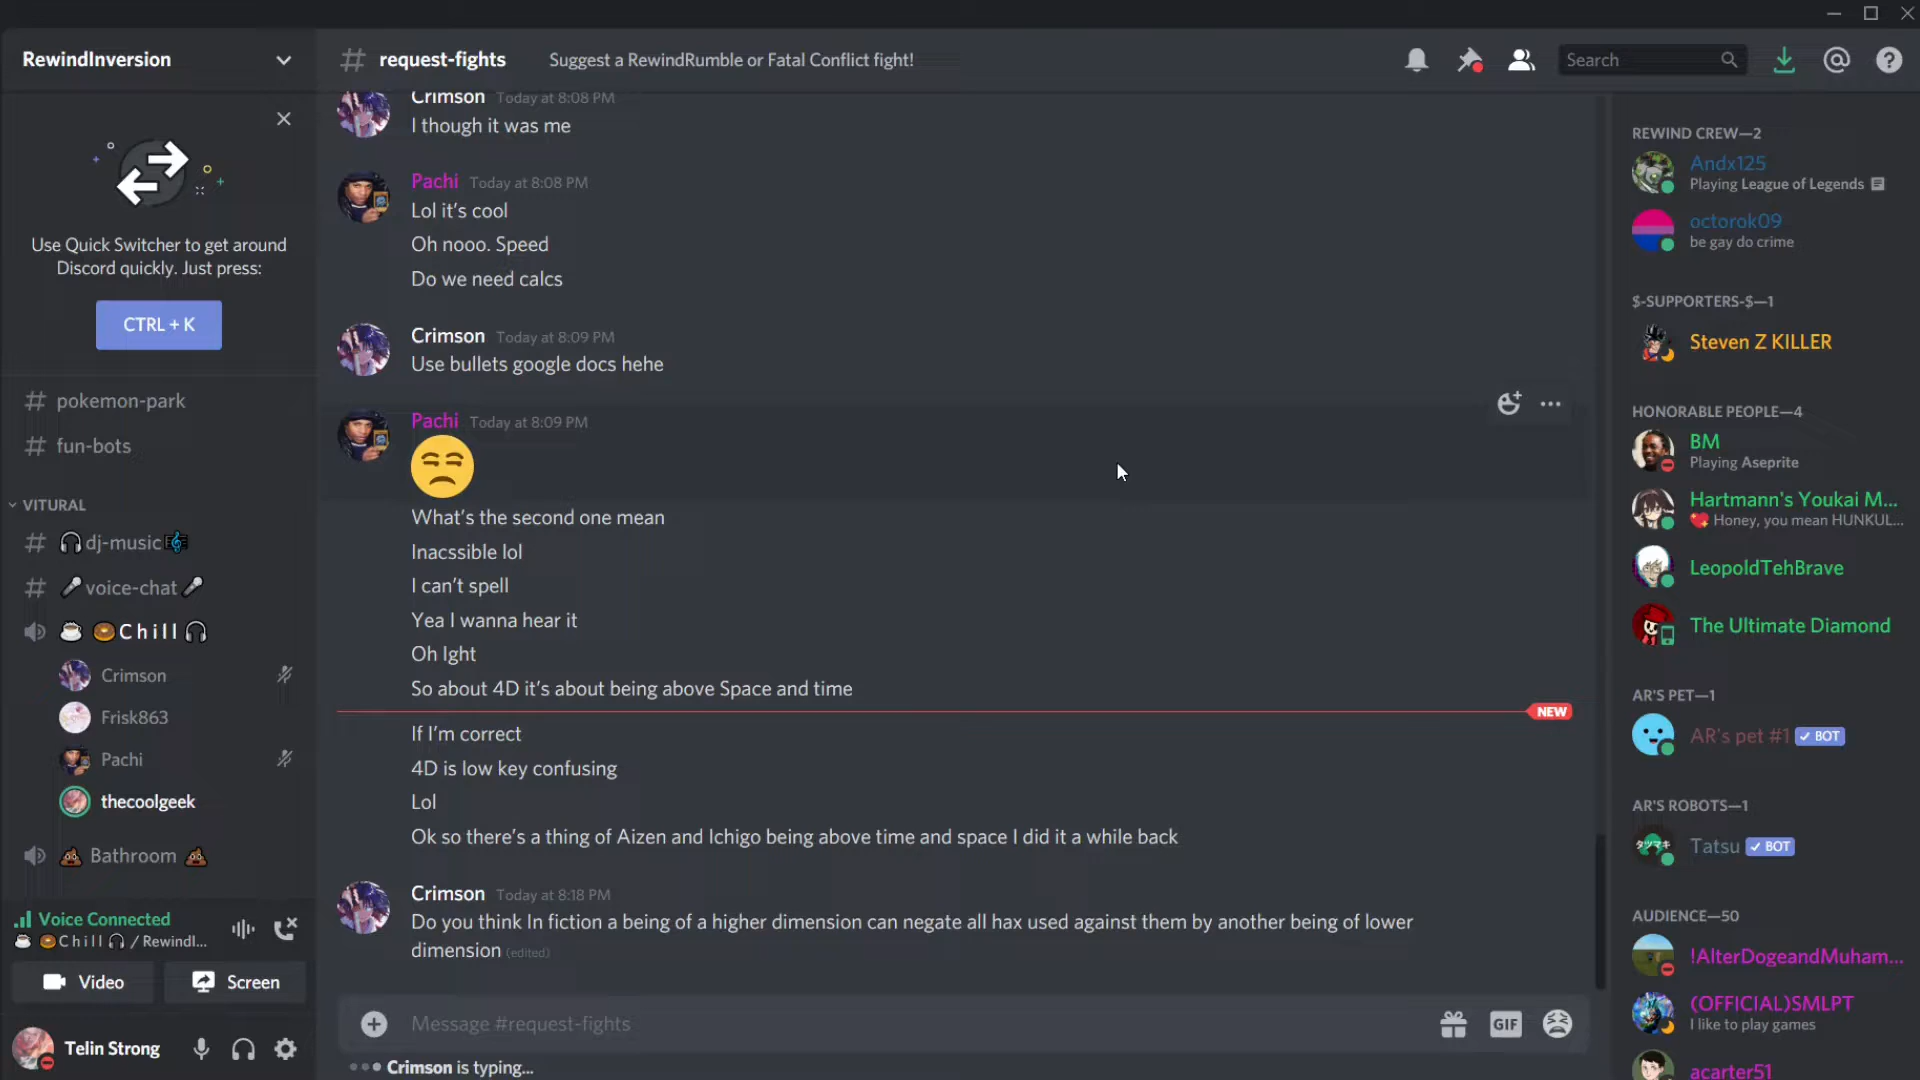 RewindInversion
Use Quick Switcher to get around
Discord quickly. Just press:
CTRL + K
# pokemon-park
# fun-bots
VITURAL
# 🎧dj-music🎼
# 🎤voice-chat🎤
☕ 🍩Chill🎧
Crimson
Frisk863
Pachi
thecoolgeek
💩 Bathroom 💩
Voice Connected
☕ 🍩Chill🎧 / RewindI...
Video
Screen
Telin Strong
# request-fights
Suggest a RewindRumble or Fatal Conflict fight!
Search
Crimson Today at 8:08 PM
I though it was me
Pachi Today at 8:08 PM
Lol it's cool
Oh nooo. Speed
Do we need calcs
Crimson Today at 8:09 PM
Use bullets google docs hehe
Pachi Today at 8:09 PM
😒
What's the second one mean
Inacssible lol
I can't spell
Yea I wanna hear it
Oh Ight
So about 4D it's about being above Space and time
NEW
If I'm correct
4D is low key confusing
Lol
Ok so there's a thing of Aizen and Ichigo being above time and space I did it a while back
Crimson Today at 8:18 PM
Do you think In fiction a being of a higher dimension can negate all hax used against them by another being of lower
dimension (edited)
Message #request-fights
GIF
Crimson is typing...
REWIND CREW—2
Andx125
Playing League of Legends
octorok09
be gay do crime
$-SUPPORTERS-$—1
Steven Z KILLER
HONORABLE PEOPLE—4
BM
Playing Aseprite
Hartmann's Youkai M...
💖 Honey, you mean HUNKUL...
LeopoldTehBrave
The Ultimate Diamond
AR'S PET—1
AR's pet #1 ✓ BOT
AR'S ROBOTS—1
タツマキ
Tatsu ✓ BOT
AUDIENCE—50
!AlterDogeandMuham...
(OFFICIAL)SMLPT
I like to play games
acarter51